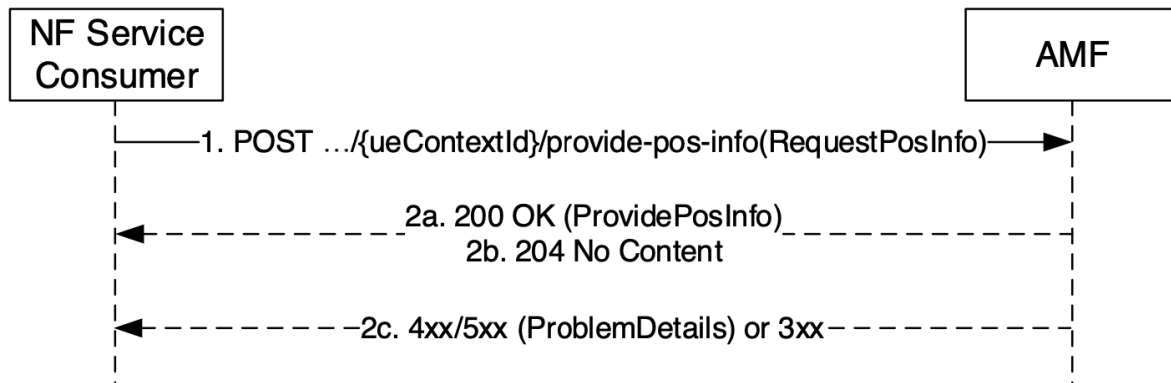 NF Service
Consumer
AMF
1. POST …/{ueContextId}/provide-pos-info(RequestPosInfo)
2a. 200 OK (ProvidePosInfo)
2b. 204 No Content
2c. 4xx/5xx (ProblemDetails) or 3xx